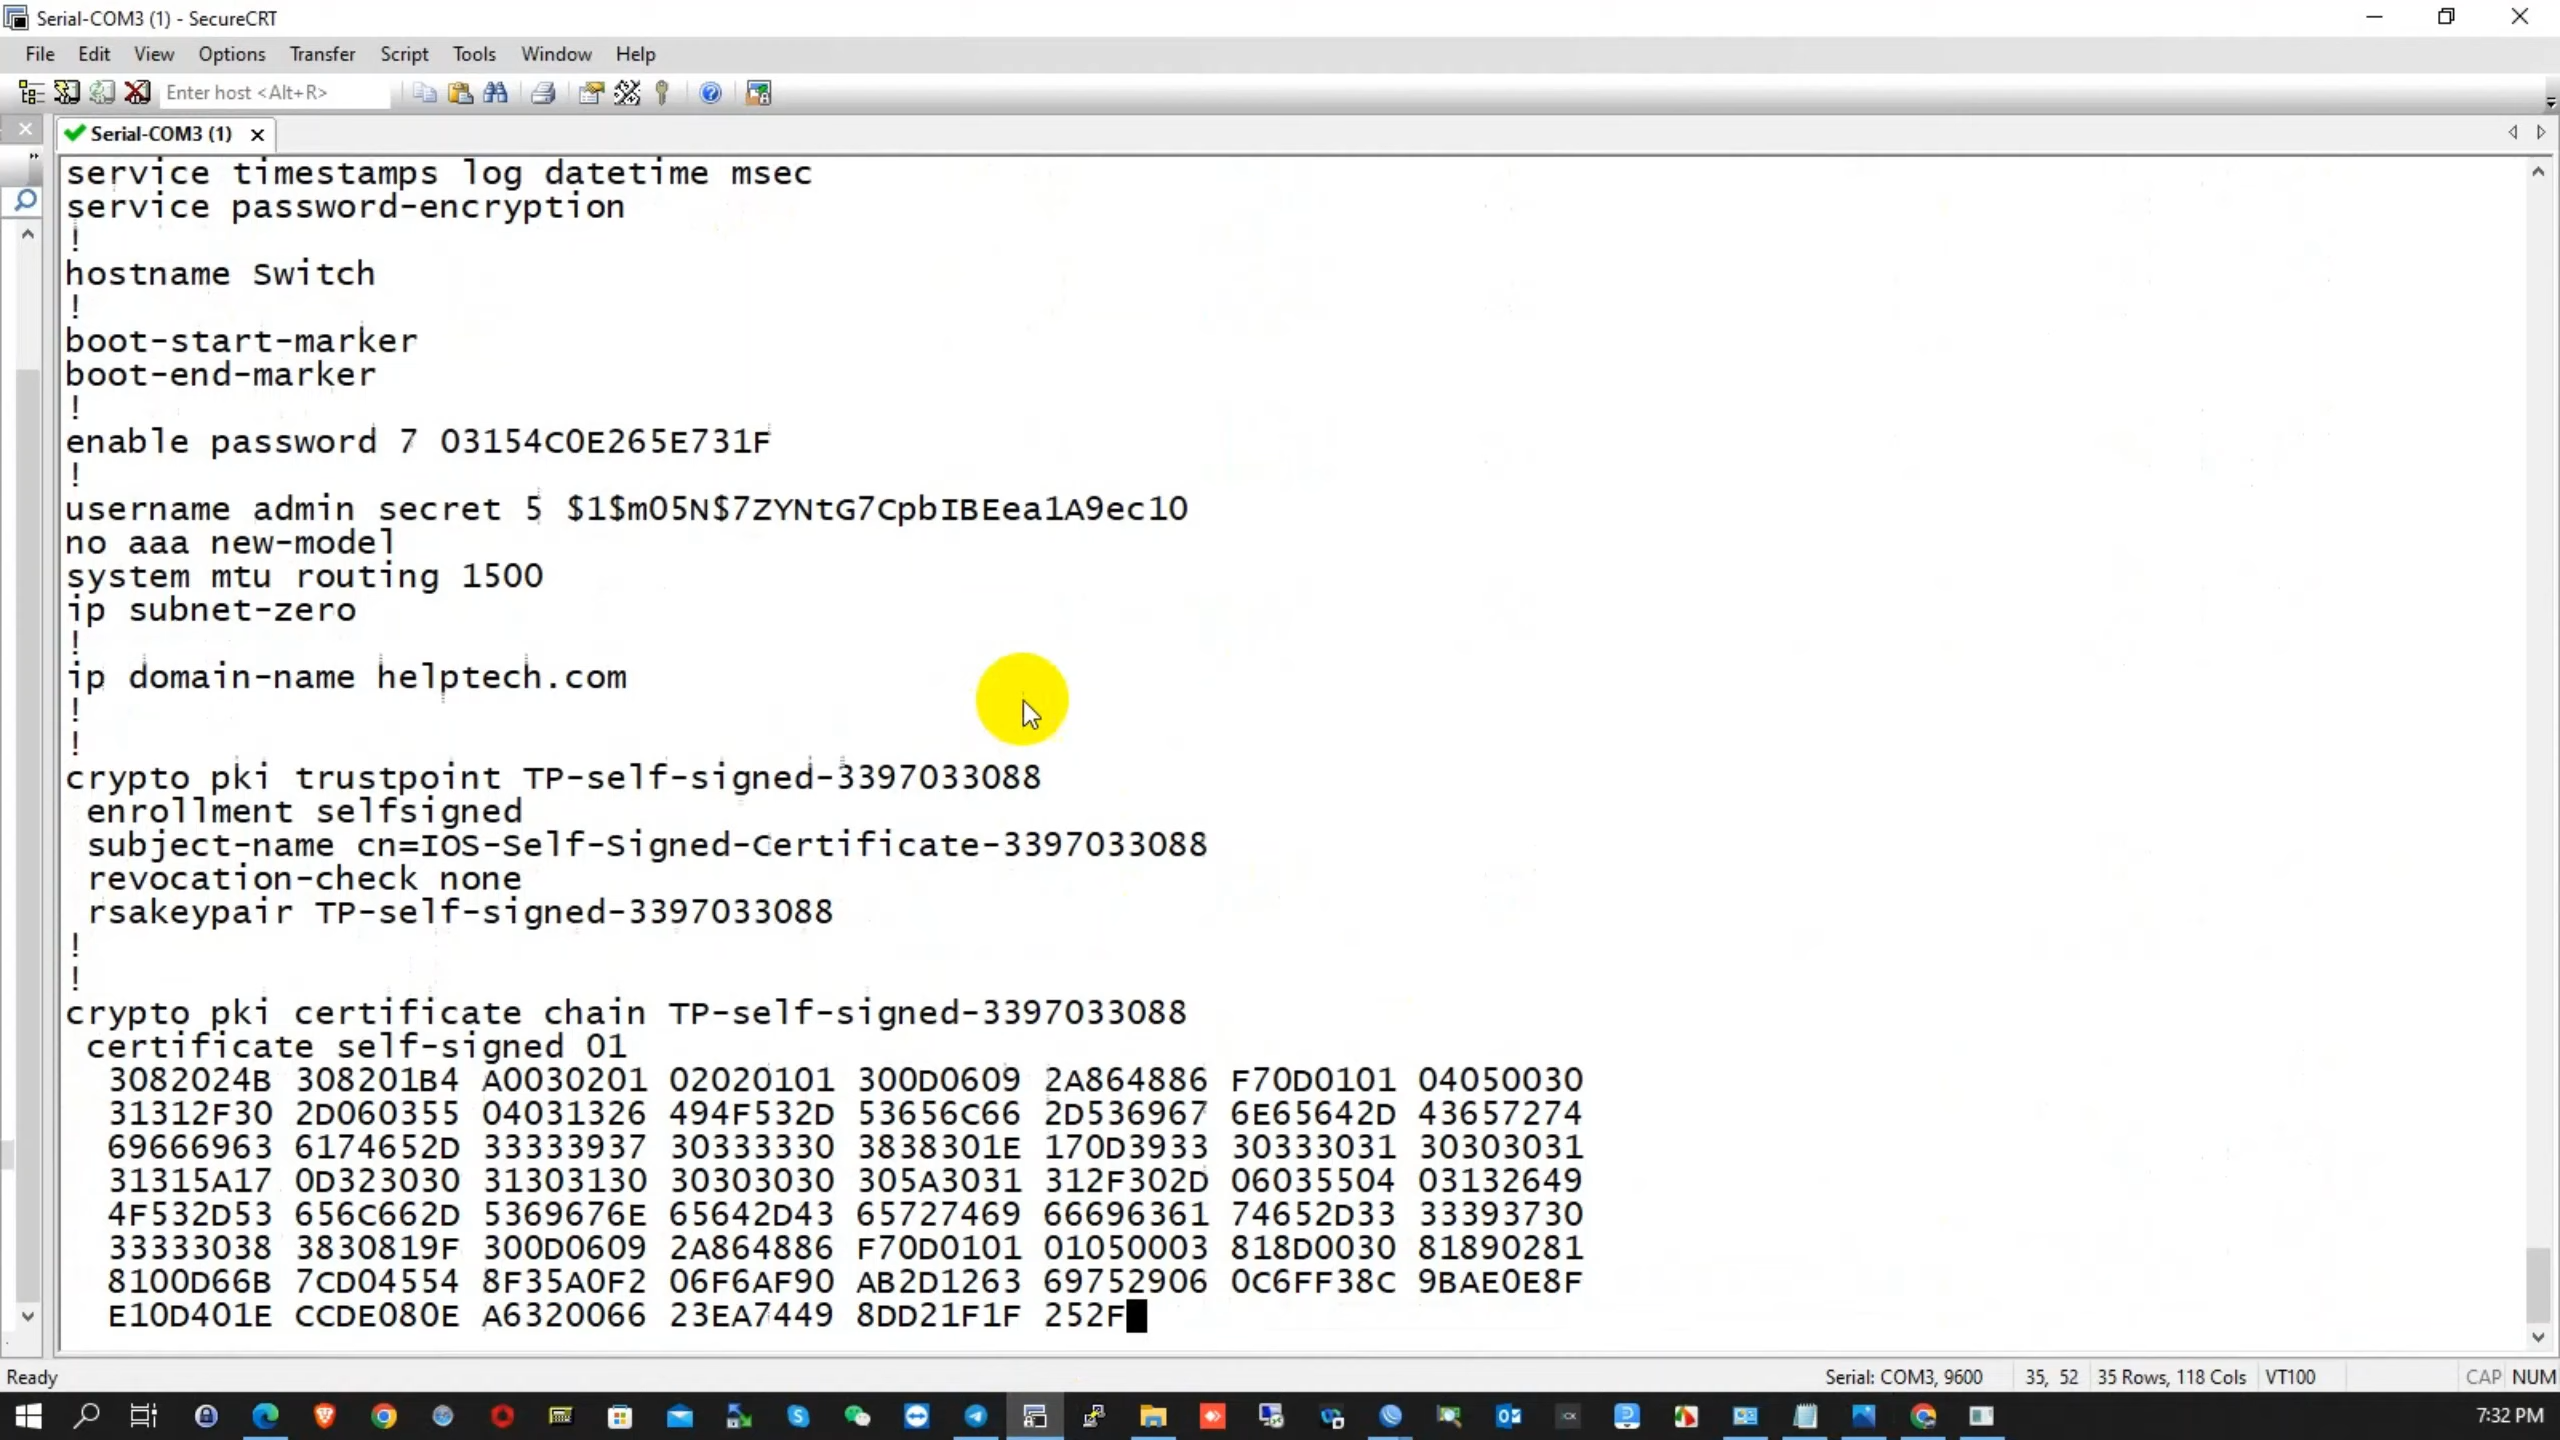 Serial-COM3 (1) - SecureCRT
File Edit View Options Transfer Script Tools Window Help
Enter host <Alt+R>
Serial-COM3 (1)
service timestamps log datetime msec
service password-encryption
!
hostname Switch
!
boot-start-marker
boot-end-marker
!
enable password 7 03154C0E265E731F
!
username admin secret 5 $1$m05N$7ZYNtG7CpbIBEea1A9ec10
no aaa new-model
system mtu routing 1500
ip subnet-zero
!
ip domain-name helptech.com
!
!
crypto pki trustpoint TP-self-signed-3397033088
enrollment selfsigned
subject-name cn=IOS-Self-Signed-Certificate-3397033088
revocation-check none
rsakeypair TP-self-signed-3397033088
!
!
crypto pki certificate chain TP-self-signed-3397033088
certificate self-signed 01
3082024B 308201B4 A0030201 02020101 300D0609 2A864886 F70D0101 04050030
31312F30 2D060355 04031326 494F532D 53656C66 2D536967 6E65642D 43657274
69666963 6174652D 33333937 30333330 3838301E 170D3933 30333031 30303031
31315A17 0D323030 31303130 30303030 305A3031 312F302D 06035504 03132649
4F532D53 656C662D 5369676E 65642D43 65727469 66696361 74652D33 33393730
33333038 3830819F 300D0609 2A864886 F70D0101 01050003 818D0030 81890281
8100D66B 7CD04554 8F35A0F2 06F6AF90 AB2D1263 69752906 0C6FF38C 9BAE0E8F
E10D401E CCDE080E A6320066 23EA7449 8DD21F1F 252F
Ready Serial: COM3, 9600 35, 52 35 Rows, 118 Cols VT100 CAP NUM
7:32 PM